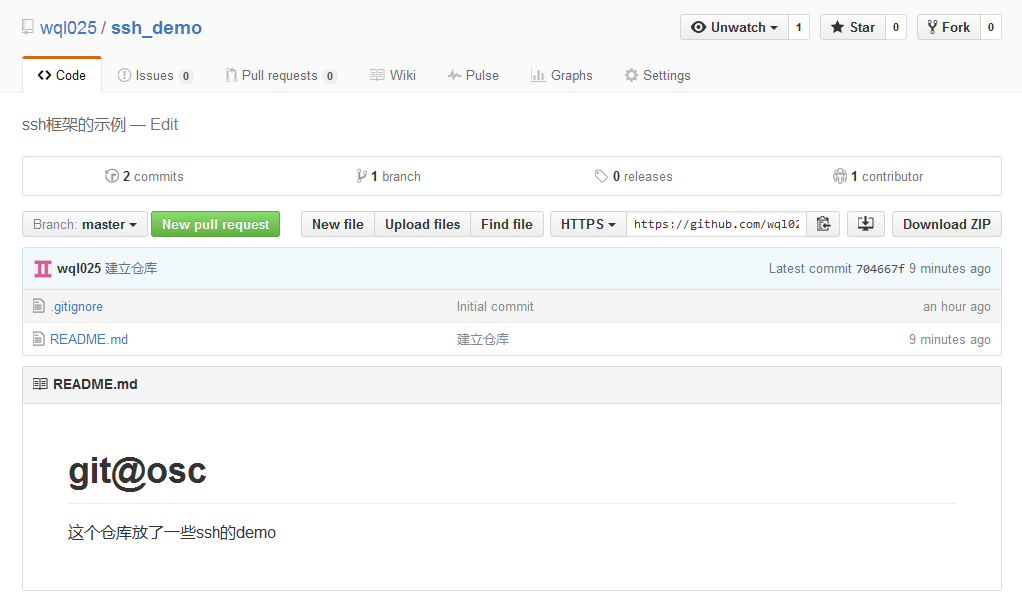 wql025 / ssh_demo Unwatch 1 Star 0 Fork 0
Code Issues 0 Pull requests 0 Wiki Pulse Graphs Settings
ssh框架的示例 — Edit
2 commits 1 branch 0 releases 1 contributor
Branch: master New pull request New file Upload files Find file HTTPS https://github.com/wql02 Download ZIP
wql025 建立仓库 Latest commit 704667f 9 minutes ago
.gitignore Initial commit an hour ago
README.md 建立仓库 9 minutes ago
README.md
git@osc
这个仓库放了一些ssh的demo